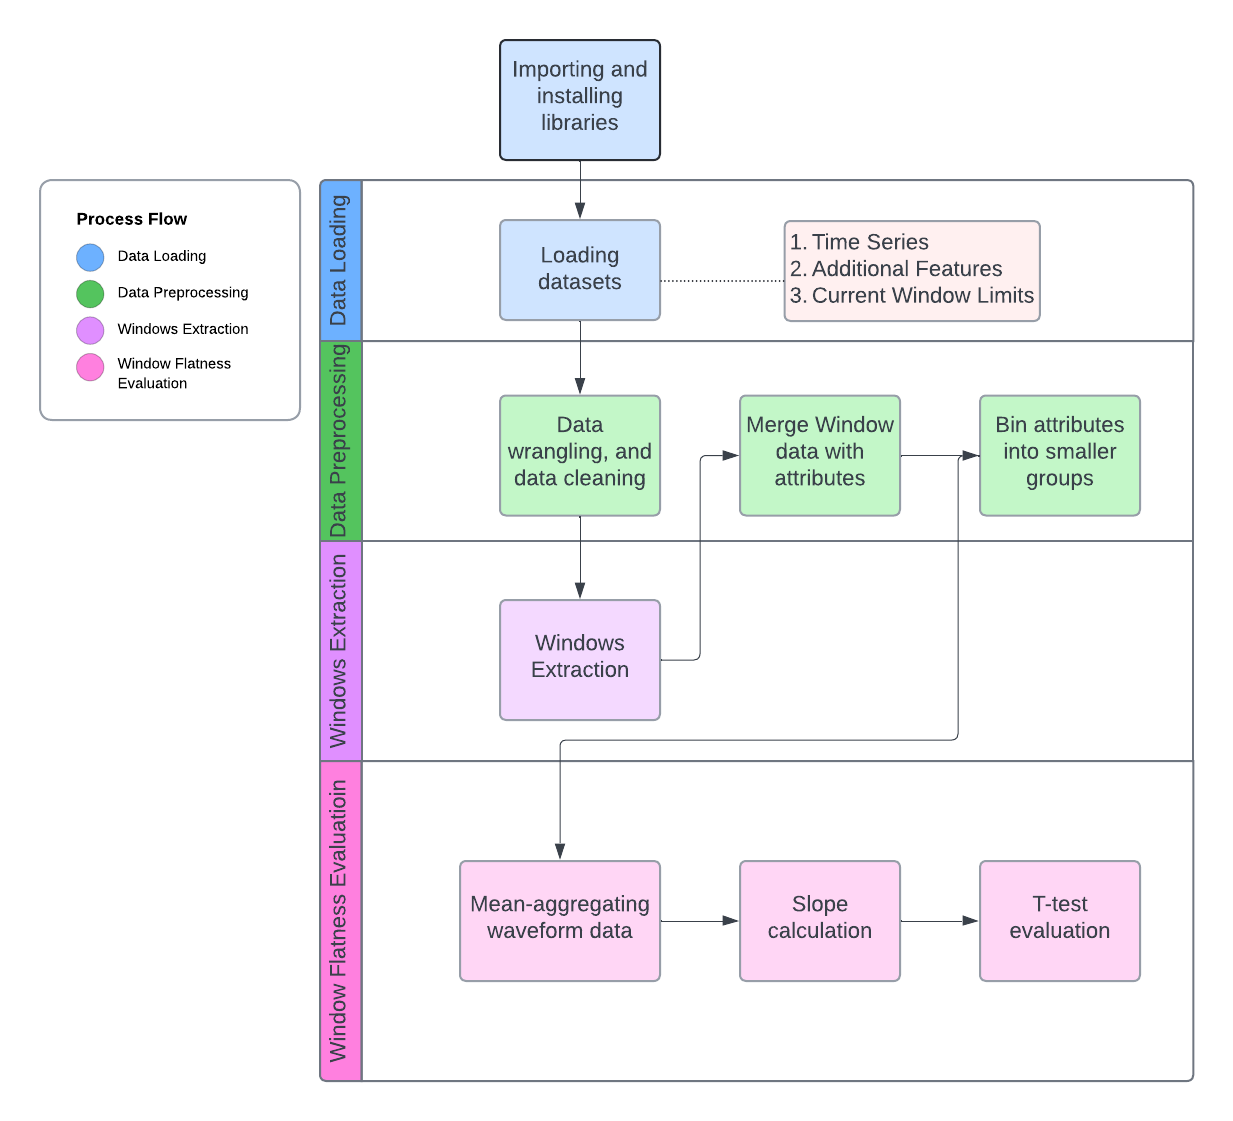 Importing and
installing
libraries
Process Flow
Data Loading
Data Preprocessing
Windows Extraction
Window Flatness
Evaluation
Data Loading
Loading
datasets
1. Time Series
2. Additional Features
3. Current Window Limits
Data Preprocessing
Data
wrangling, and
data cleaning
Merge Window
data with
attributes
Bin attributes
into smaller
groups
Windows Extraction
Windows
Extraction
Window Flatness Evaluatioin
Mean-aggregating
waveform data
Slope
calculation
T-test
evaluation